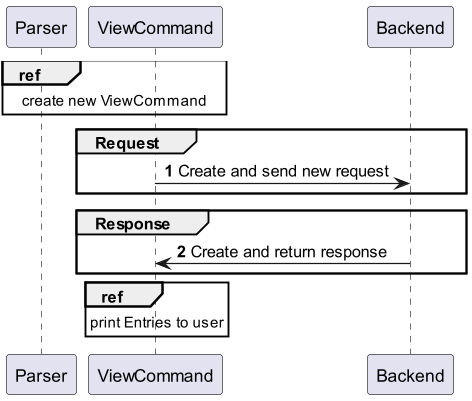 Parser ViewCommand Backend
ref
create new ViewCommand
Request
1 Create and send new request
Response
2 Create and return response
ref
print Entries to user
Parser ViewCommand Backend